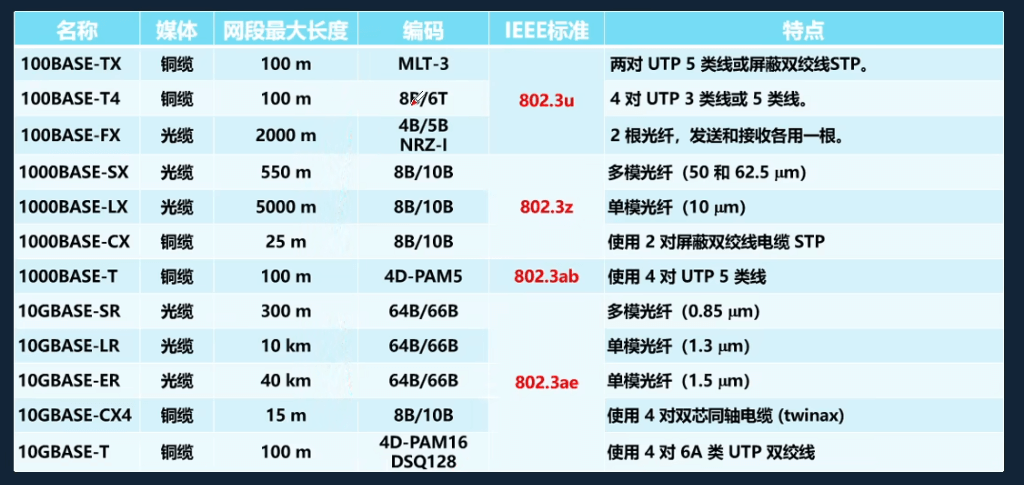 名称 媒体 网段最大长度 编码 IEEE标准 特点
100BASE-TX 铜缆 100 m MLT-3 两对 UTP 5 类线或屏蔽双绞线STP。
100BASE-T4 铜缆 100 m 8B/6T 802.3u 4 对 UTP 3 类线或 5 类线。
100BASE-FX 光缆 2000 m 4B/5B NRZ-I 2 根光纤，发送和接收各用一根。
1000BASE-SX 光缆 550 m 8B/10B 多模光纤（50 和 62.5 μm）
1000BASE-LX 光缆 5000 m 8B/10B 802.3z 单模光纤（10 μm）
1000BASE-CX 铜缆 25 m 8B/10B 使用 2 对屏蔽双绞线电缆 STP
1000BASE-T 铜缆 100 m 4D-PAM5 802.3ab 使用 4 对 UTP 5 类线
10GBASE-SR 光缆 300 m 64B/66B 多模光纤（0.85 μm）
10GBASE-LR 光缆 10 km 64B/66B 单模光纤（1.3 μm）
10GBASE-ER 光缆 40 km 64B/66B 802.3ae 单模光纤（1.5 μm）
10GBASE-CX4 铜缆 15 m 8B/10B 使用 4 对双芯同轴电缆 (twinax)
10GBASE-T 铜缆 100 m 4D-PAM16 DSQ128 使用 4 对 6A 类 UTP 双绞线